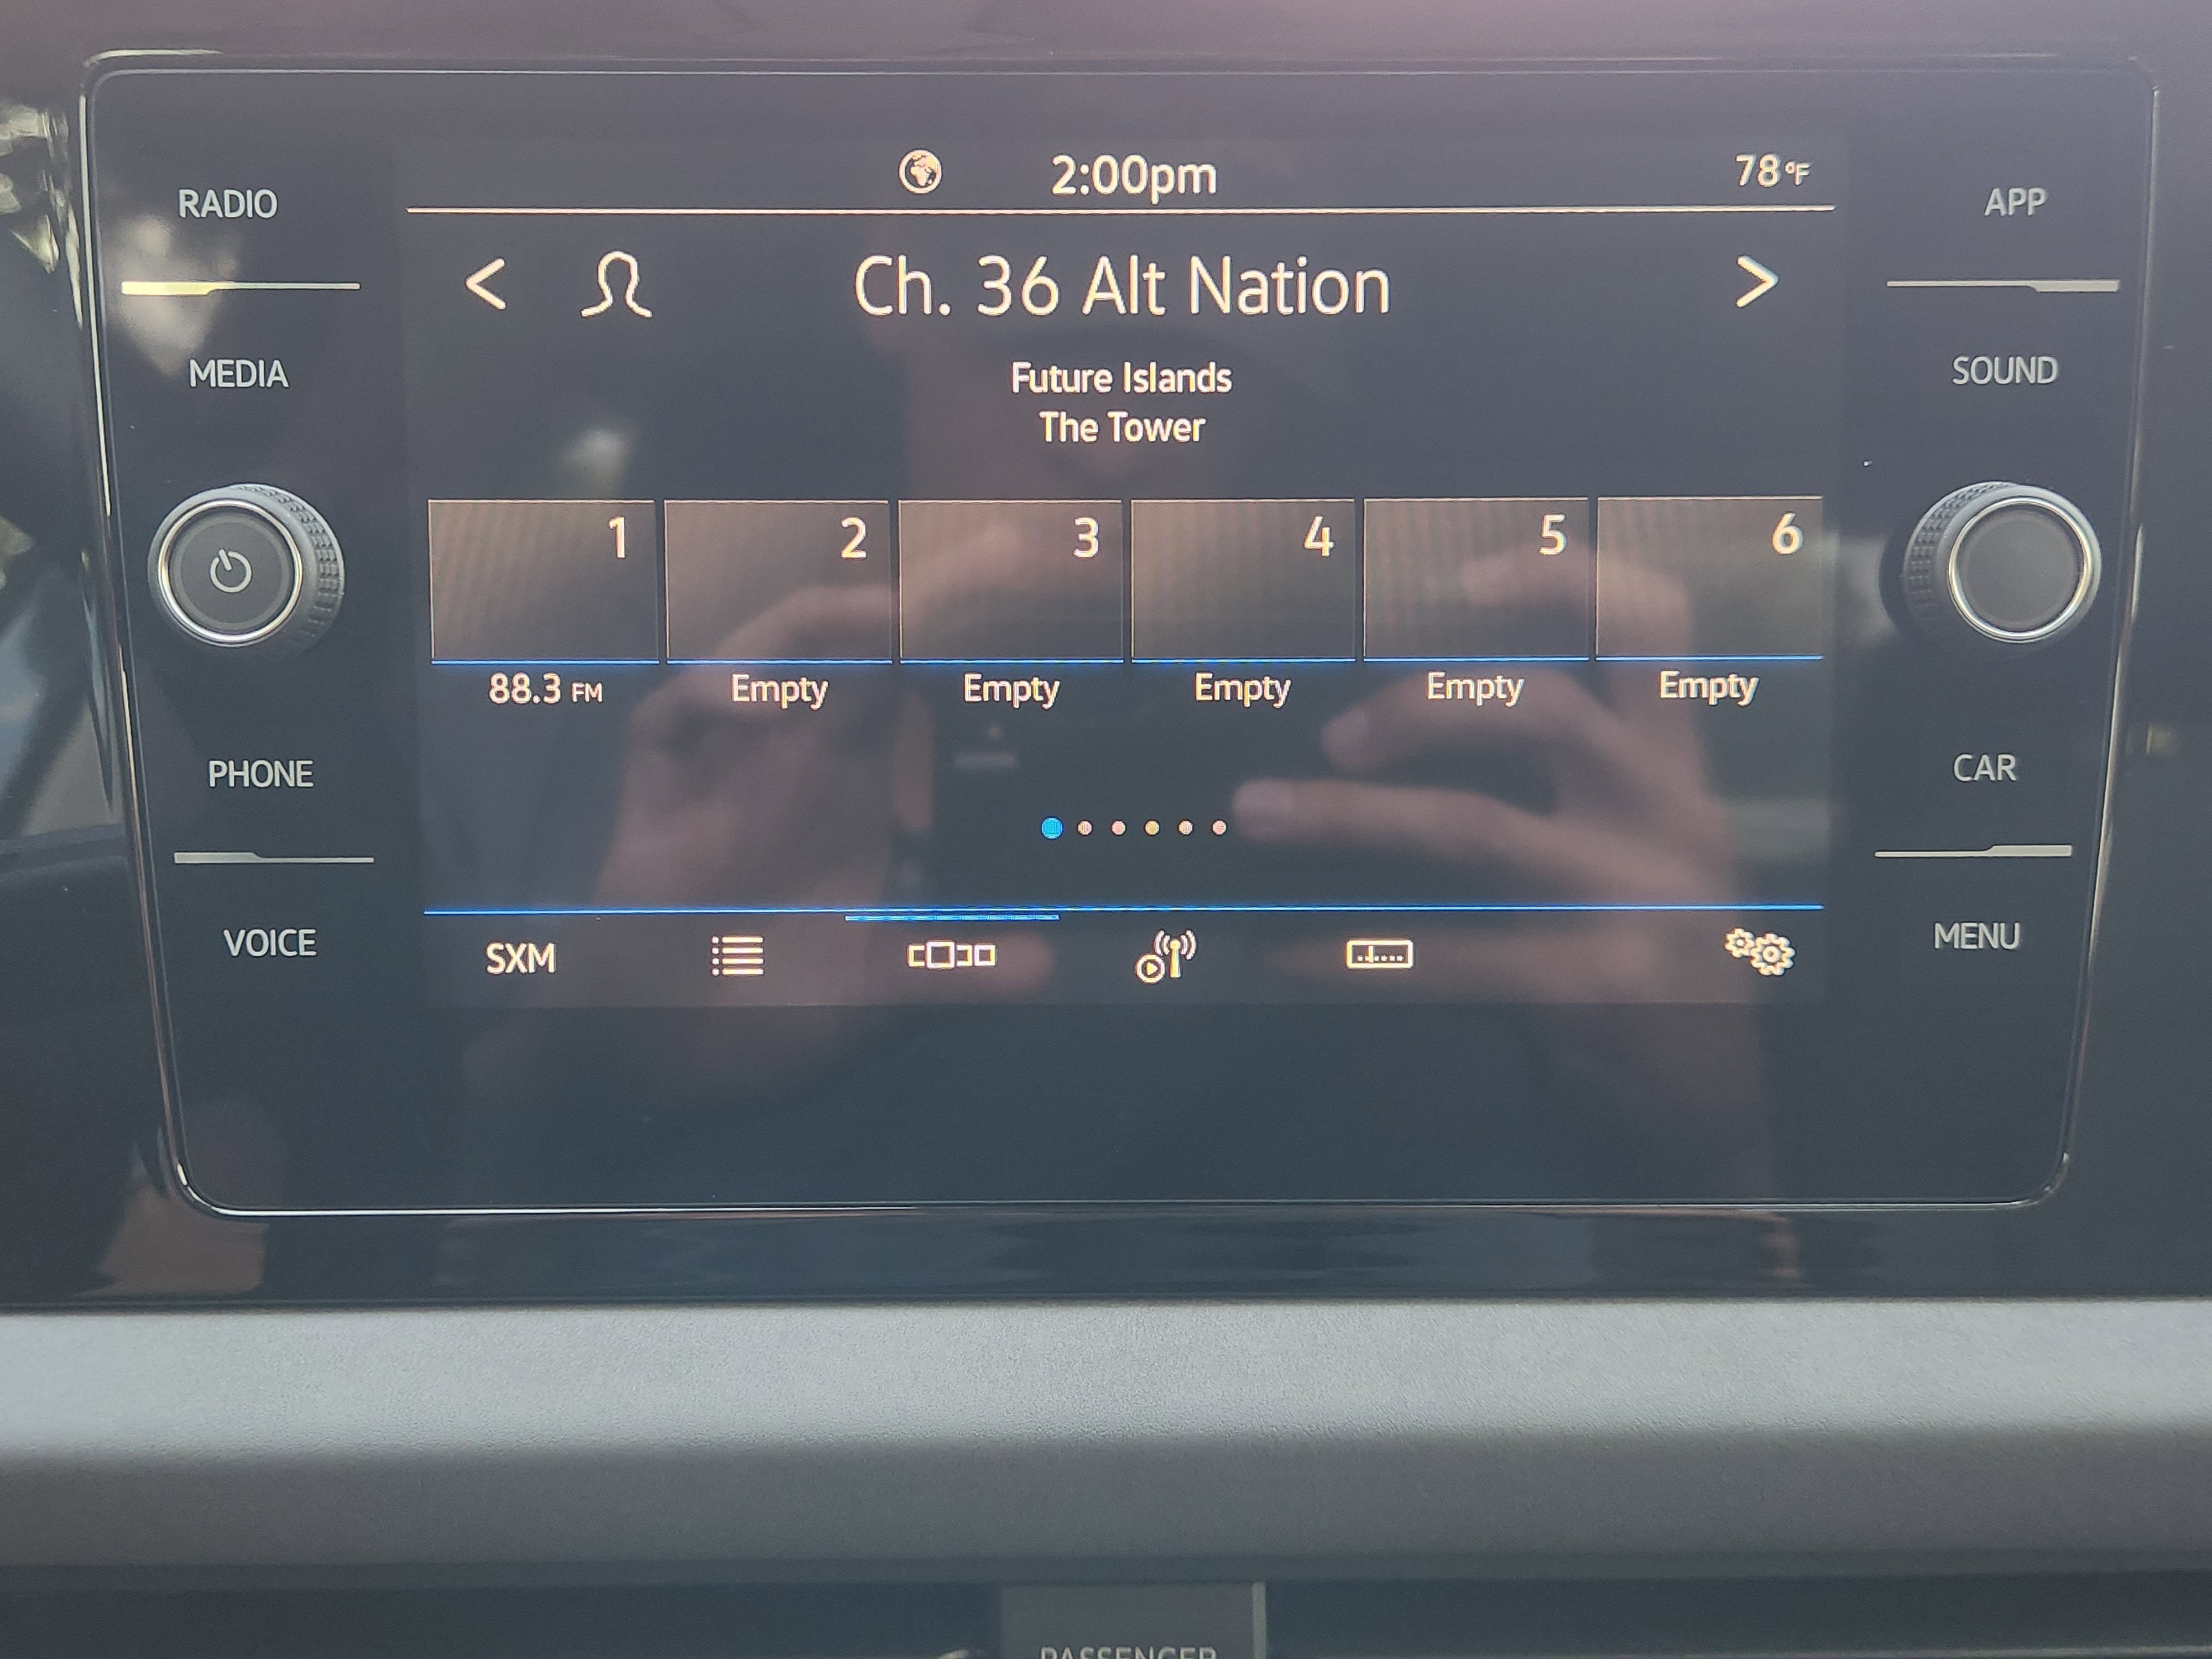 RADIO
MEDIA
PHONE
VOICE
2:00pm
78°F
< Ch. 36 Alt Nation >
Future Islands
The Tower
1 2 3 4 5 6
88.3 FM Empty Empty Empty Empty Empty
SXM
APP
SOUND
CAR
MENU
PASSENGER